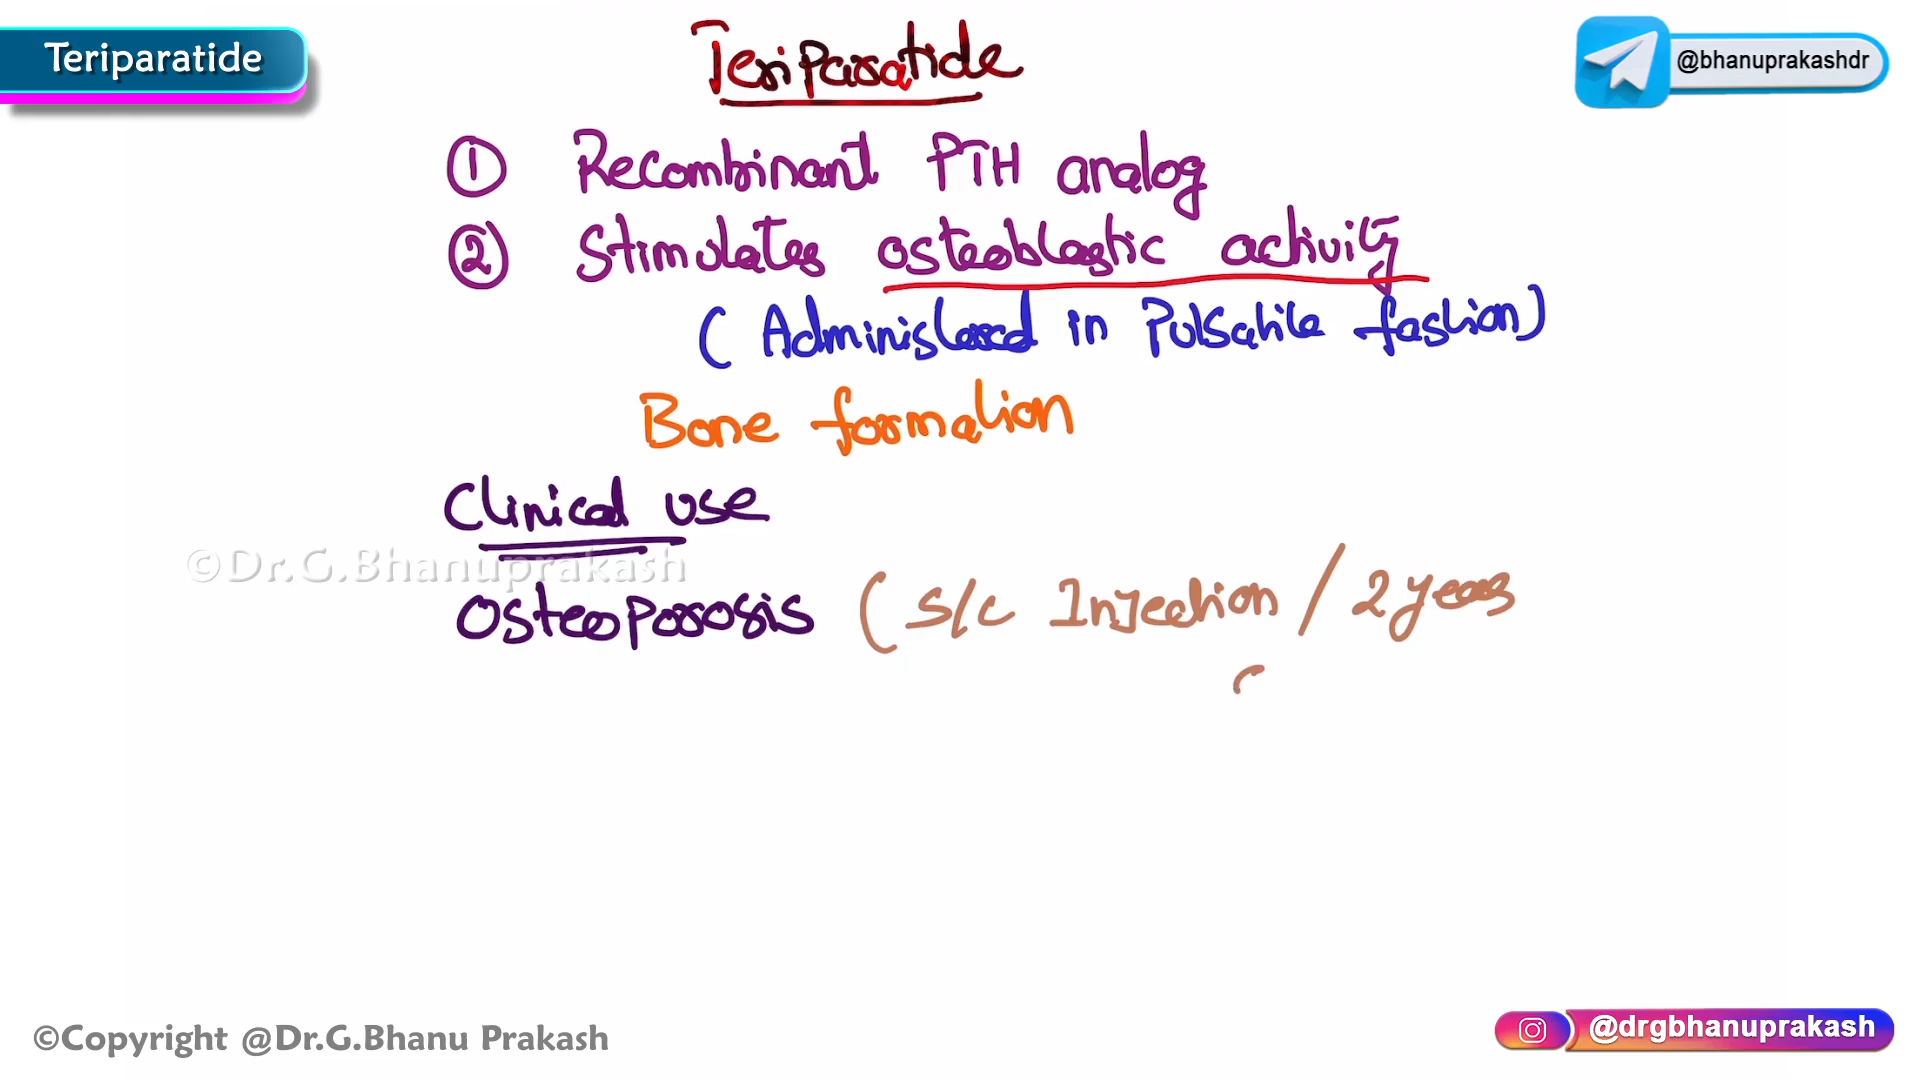 Teriparatide
Teriparatide
@bhanuprakashdr
① Recombinant PTH analog
② Stimulates osteoblastic activity
(Administered in Pulsatile fashion)
Bone formation
Clinical use
©Dr.G.Bhanuprakash
Osteoporosis (S/C Injection / 2 years
©Copyright @Dr.G.Bhanu Prakash
@drgbhanuprakash